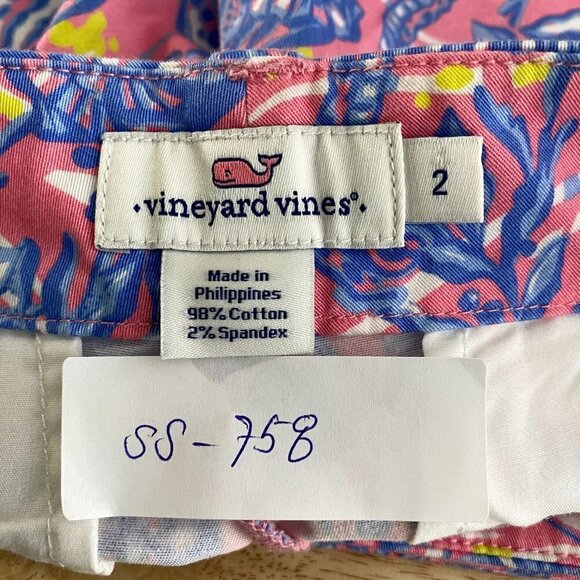 vineyard vines®
2
Made in
Philippines
98% Cotton
2% Spandex
SS-758